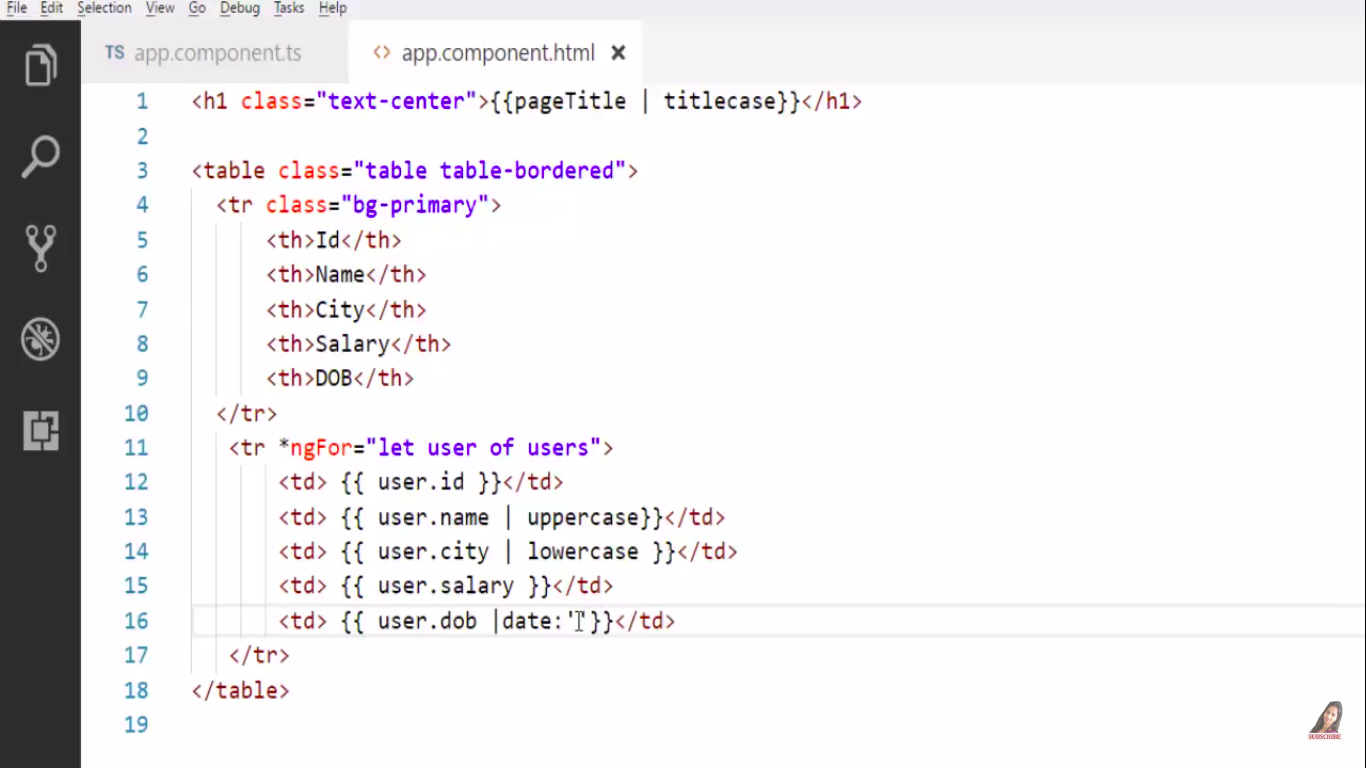 File Edit Selection View Go Debug Tasks Help
TS app.component.ts <> app.component.html ×
1 <h1 class="text-center">{{pageTitle | titlecase}}</h1>
2
3 <table class="table table-bordered">
4 <tr class="bg-primary">
5 <th>Id</th>
6 <th>Name</th>
7 <th>City</th>
8 <th>Salary</th>
9 <th>DOB</th>
10 </tr>
11 <tr *ngFor="let user of users">
12 <td> {{ user.id }}</td>
13 <td> {{ user.name | uppercase}}</td>
14 <td> {{ user.city | lowercase }}</td>
15 <td> {{ user.salary }}</td>
16 <td> {{ user.dob |date:''}}</td>
17 </tr>
18 </table>
19
SUBSCRIBE